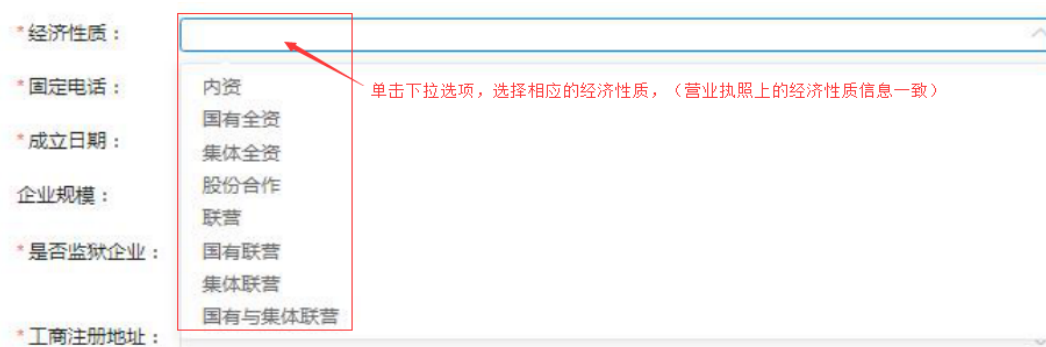 *经济性质：
*固定电话：
内资
单击下拉选项，选择相应的经济性质，（营业执照上的经济性质信息一致）
国有全资
*成立日期：
集体全资
股份合作
企业规模：
联营
*是否监狱企业：
国有联营
集体联营
国有与集体联营
*工商注册地址：